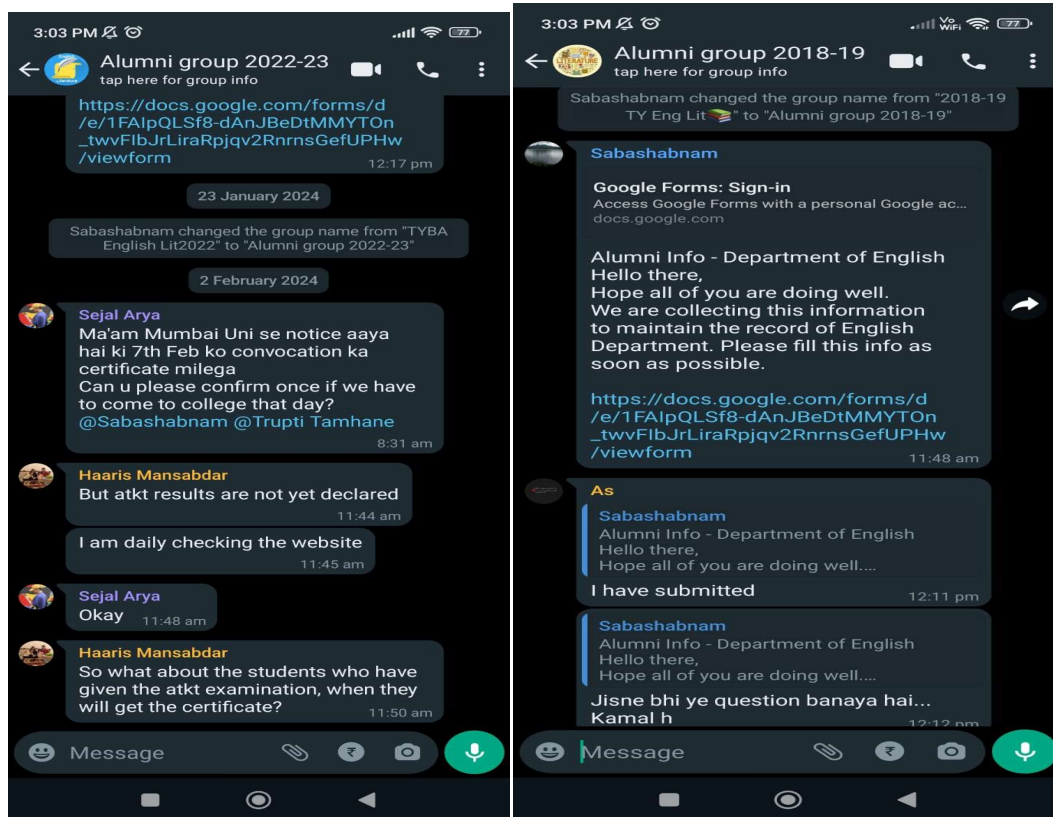 3:03 PM
77
Alumni group 2022-23
tap here for group info
https://docs.google.com/forms/d
/e/1FAIpQLSf8-dAnJBeDtMMYTOn
_twvFIbJrLiraRpjqv2RnrnsGefUPHw
/viewform
12:17 pm
23 January 2024
Sabashabnam changed the group name from "TYBA
English Lit2022" to "Alumni group 2022-23"
2 February 2024
Sejal Arya
Ma'am Mumbai Uni se notice aaya
hai ki 7th Feb ko convocation ka
certificate milega
Can u please confirm once if we have
to come to college that day?
@Sabashabnam @Trupti Tamhane
8:31 am
Haaris Mansabdar
But atkt results are not yet declared
11:44 am
I am daily checking the website
11:45 am
Sejal Arya
Okay 11:48 am
Haaris Mansabdar
So what about the students who have
given the atkt examination, when they
will get the certificate?
11:50 am
Message
3:03 PM
Vo
WiFi
77
Alumni group 2018-19
tap here for group info
LITERATURE
Sabashabnam changed the group name from "2018-19
TY Eng Lit📚" to "Alumni group 2018-19"
Sabashabnam
Google Forms: Sign-in
Access Google Forms with a personal Google ac...
docs.google.com
Alumni Info - Department of English
Hello there,
Hope all of you are doing well.
We are collecting this information
to maintain the record of English
Department. Please fill this info as
soon as possible.
https://docs.google.com/forms/d
/e/1FAIpQLSf8-dAnJBeDtMMYTOn
_twvFIbJrLiraRpjqv2RnrnsGefUPHw
/viewform
11:48 am
As
Sabashabnam
Alumni Info - Department of English
Hello there,
Hope all of you are doing well....
I have submitted
12:11 pm
Sabashabnam
Alumni Info - Department of English
Hello there,
Hope all of you are doing well....
Jisne bhi ye question banaya hai...
Kamal h
12:12 pm
Message